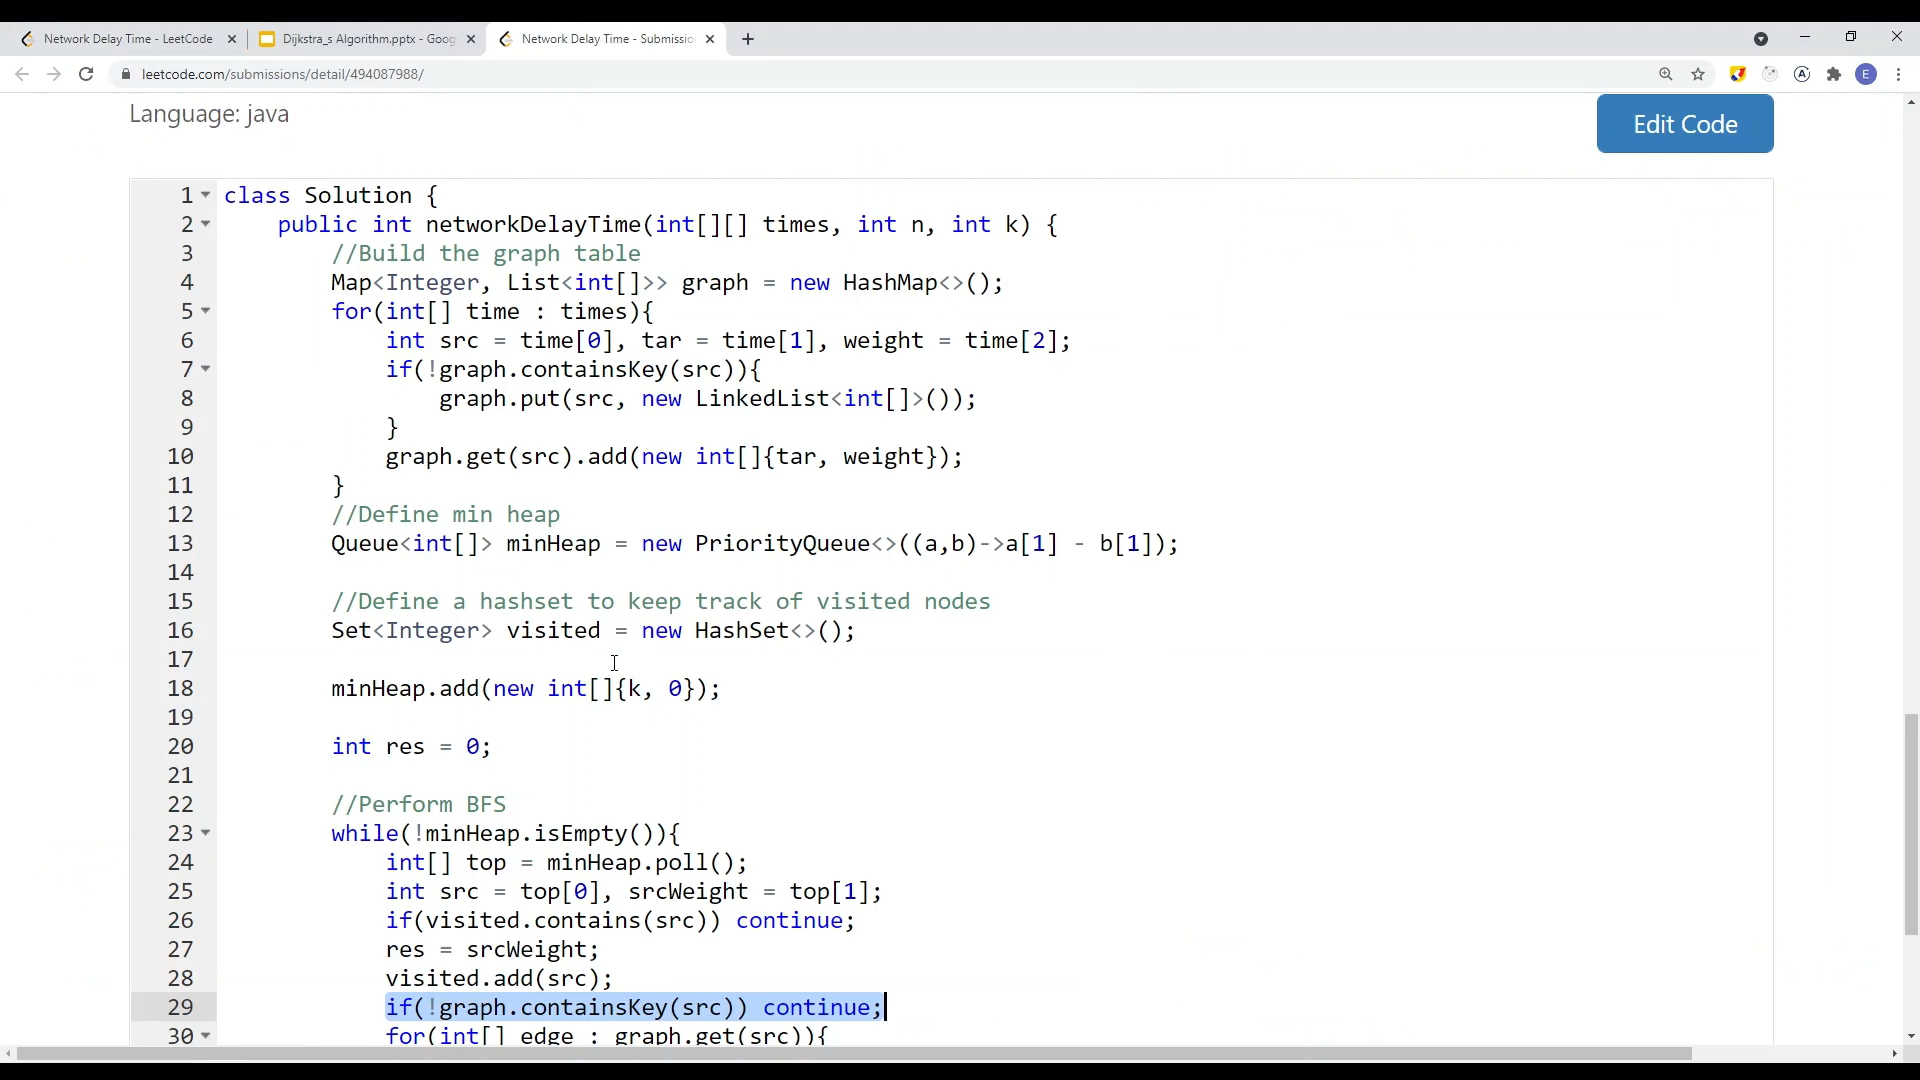 Network Delay Time - LeetCode
Dijkstra_s Algorithm.pptx - Goog
Network Delay Time - Submissio
leetcode.com/submissions/detail/494087988/
E
Language: java
Edit Code
1 class Solution {
2 public int networkDelayTime(int[][] times, int n, int k) {
3 //Build the graph table
4 Map<Integer, List<int[]>> graph = new HashMap<>();
5 for(int[] time : times){
6 int src = time[0], tar = time[1], weight = time[2];
7 if(!graph.containsKey(src)){
8 graph.put(src, new LinkedList<int[]>());
9 }
10 graph.get(src).add(new int[]{tar, weight});
11 }
12 //Define min heap
13 Queue<int[]> minHeap = new PriorityQueue<>((a,b)->a[1] - b[1]);
14
15 //Define a hashset to keep track of visited nodes
16 Set<Integer> visited = new HashSet<>();
17
18 minHeap.add(new int[]{k, 0});
19
20 int res = 0;
21
22 //Perform BFS
23 while(!minHeap.isEmpty()){
24 int[] top = minHeap.poll();
25 int src = top[0], srcWeight = top[1];
26 if(visited.contains(src)) continue;
27 res = srcWeight;
28 visited.add(src);
29 if(!graph.containsKey(src)) continue;
30 for(int[] edge : graph.get(src)){